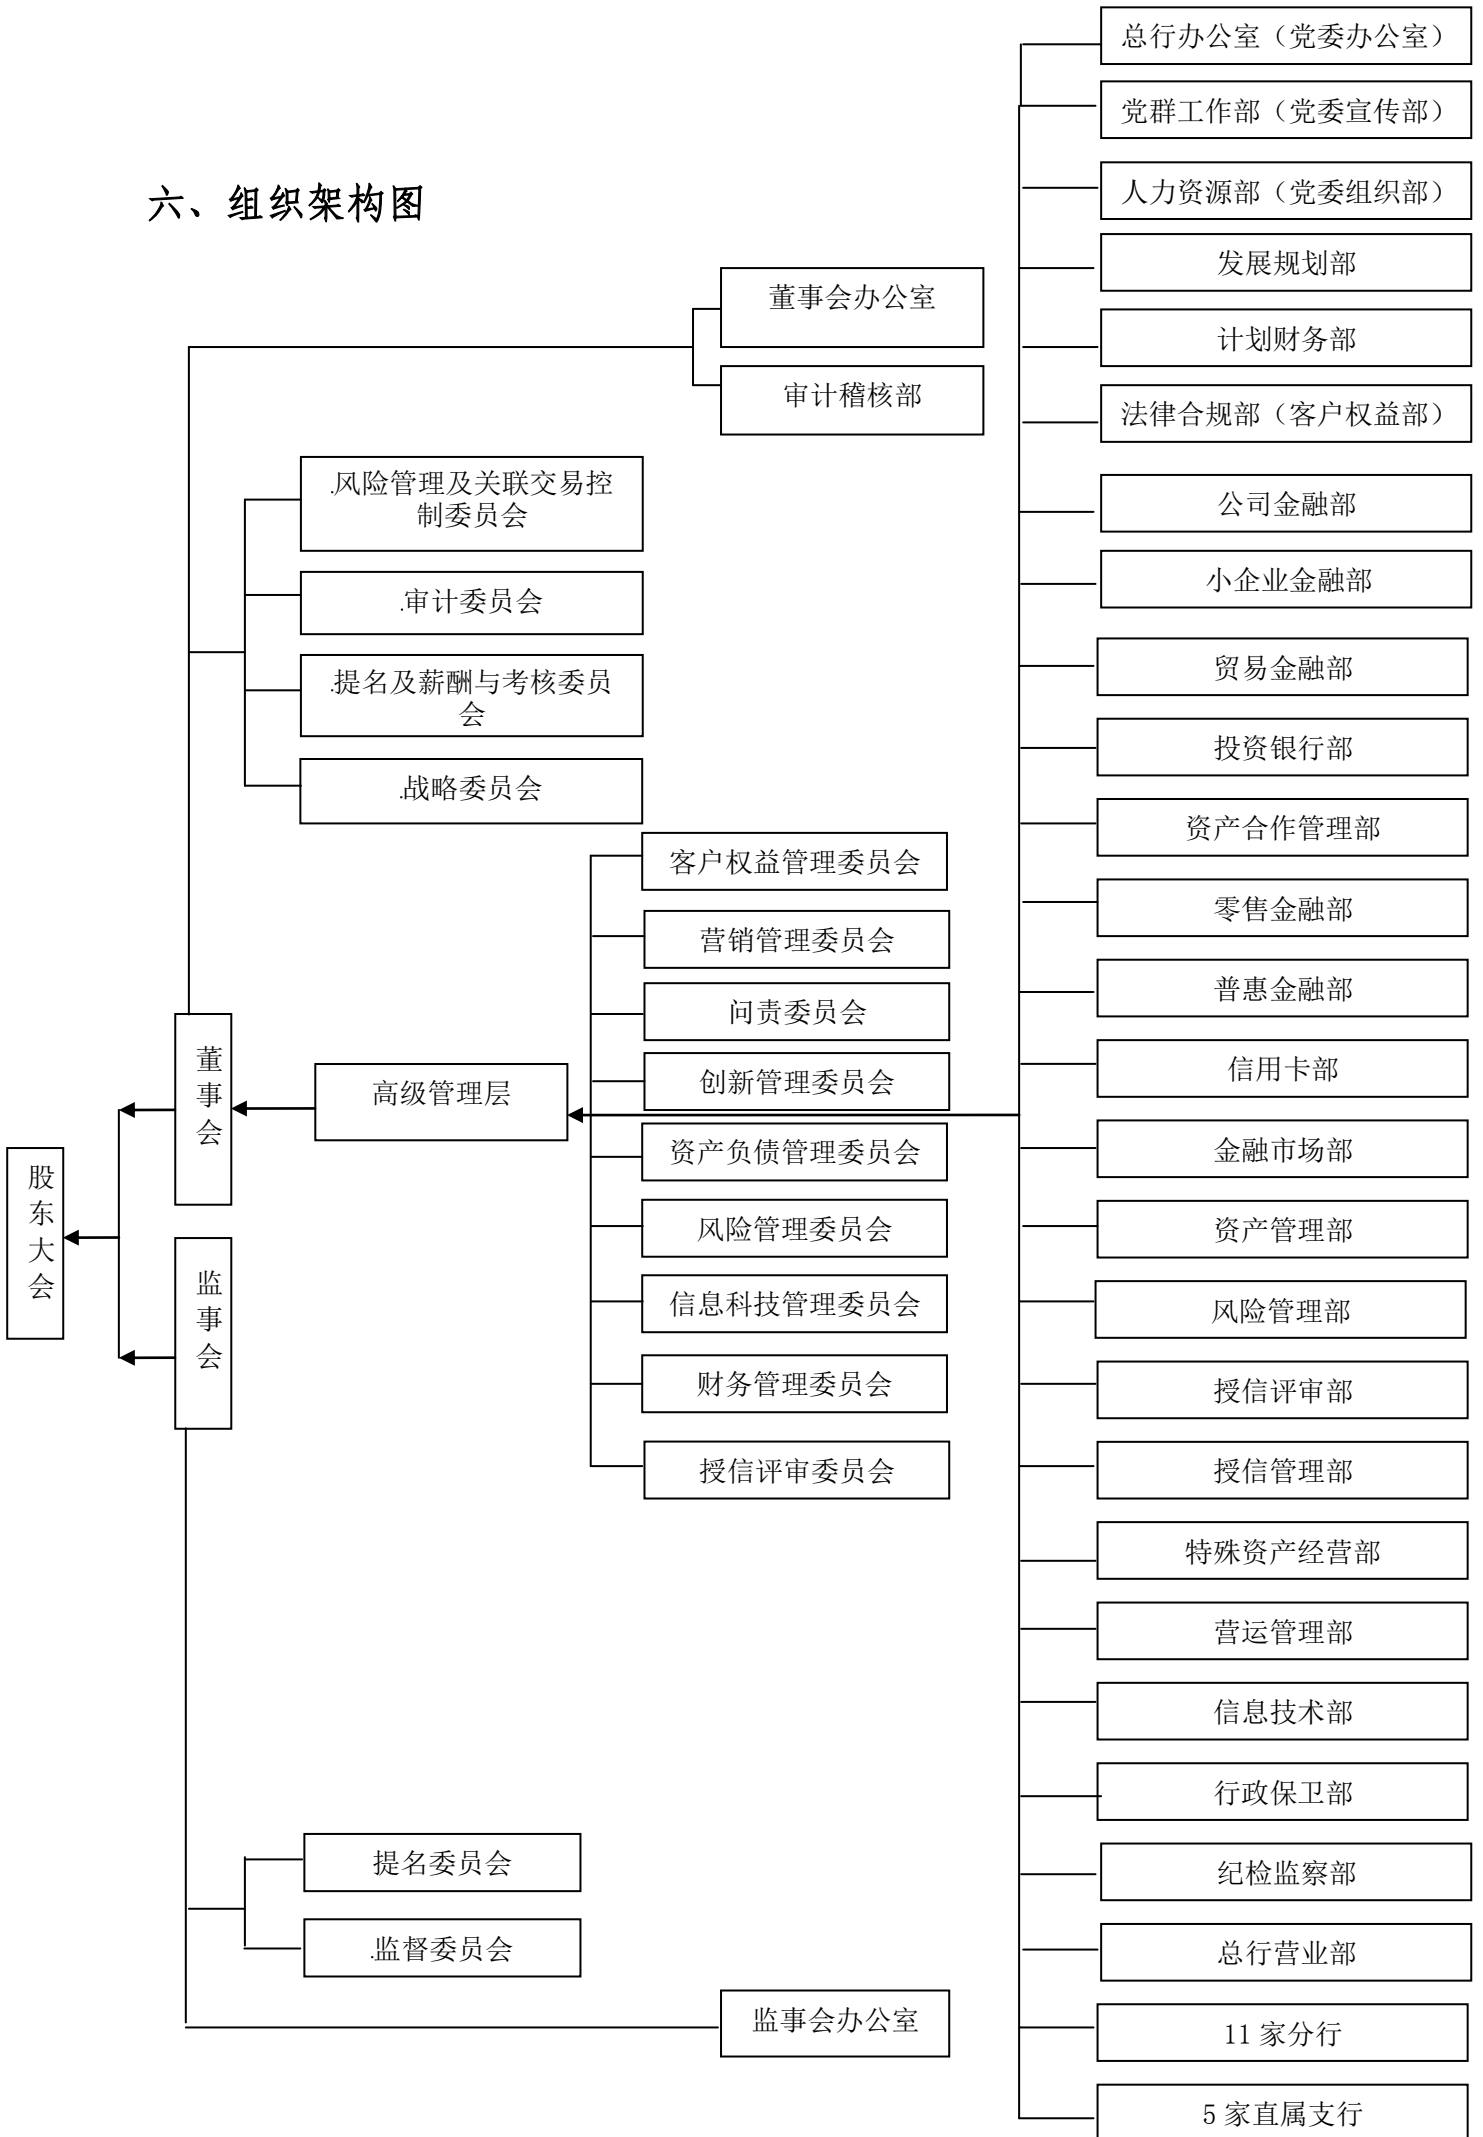 六、组织架构图
股东大会
董事会
监事会
高级管理层
董事会办公室
审计稽核部
.风险管理及关联交易控
制委员会
.审计委员会
.提名及薪酬与考核委员
会
.战略委员会
客户权益管理委员会
营销管理委员会
问责委员会
创新管理委员会
资产负债管理委员会
风险管理委员会
信息科技管理委员会
财务管理委员会
授信评审委员会
提名委员会
.监督委员会
监事会办公室
总行办公室（党委办公室）
党群工作部（党委宣传部）
人力资源部（党委组织部）
发展规划部
计划财务部
法律合规部（客户权益部）
公司金融部
小企业金融部
贸易金融部
投资银行部
资产合作管理部
零售金融部
普惠金融部
信用卡部
金融市场部
资产管理部
风险管理部
授信评审部
授信管理部
特殊资产经营部
营运管理部
信息技术部
行政保卫部
纪检监察部
总行营业部
11 家分行
5 家直属支行